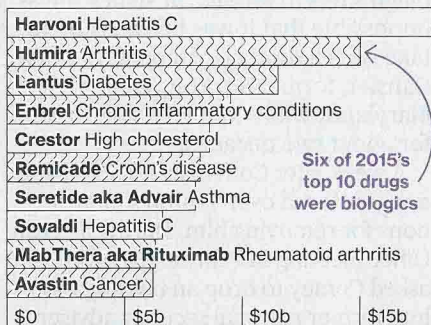 Harvoni Hepatitis C
Humira Arthritis
Lantus Diabetes
Enbrel Chronic inflammatory conditions
Crestor High cholesterol
Remicade Crohn's disease
Seretide aka Advair Asthma
Sovaldi Hepatitis C
MabThera aka Rituximab Rheumatoid arthritis
Avastin Cancer
Six of 2015's
top 10 drugs
were biologics
$0 $5b $10b $15b